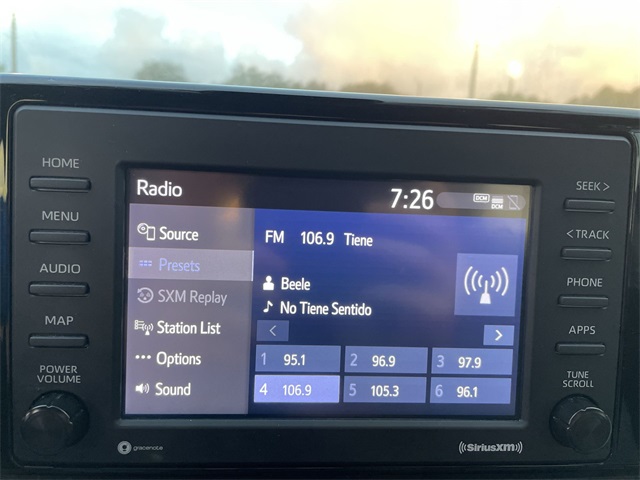 HOME
MENU
AUDIO
MAP
POWER
VOLUME
Radio
7:26
DCM
DCM
Source
Presets
SXM Replay
Station List
Options
Sound
FM 106.9 Tiene
Beele
No Tiene Sentido
< >
1 95.1 2 96.9 3 97.9
4 106.9 5 105.3 6 96.1
SEEK >
< TRACK
PHONE
APPS
TUNE
SCROLL
gracenote
((SiriusXM))